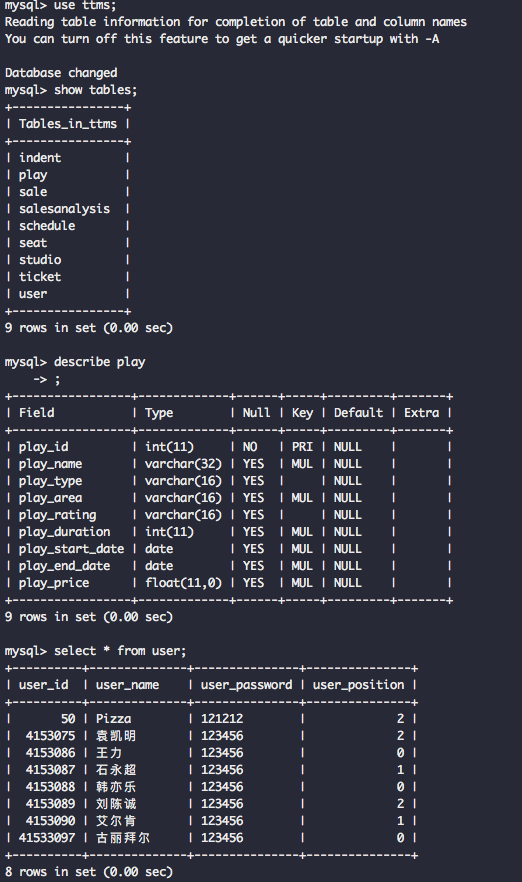 mysql> use ttms;
Reading table information for completion of table and column names
You can turn off this feature to get a quicker startup with -A

Database changed
mysql> show tables;
+----------------+
| Tables_in_ttms |
+----------------+
| indent         |
| play           |
| sale           |
| salesanalysis  |
| schedule       |
| seat           |
| studio         |
| ticket         |
| user           |
+----------------+
9 rows in set (0.00 sec)

mysql> describe play
    -> ;
+-----------------+-------------+------+-----+---------+-------+
| Field           | Type        | Null | Key | Default | Extra |
+-----------------+-------------+------+-----+---------+-------+
| play_id         | int(11)     | NO   | PRI | NULL    |       |
| play_name       | varchar(32) | YES  | MUL | NULL    |       |
| play_type       | varchar(16) | YES  |     | NULL    |       |
| play_area       | varchar(16) | YES  | MUL | NULL    |       |
| play_rating     | varchar(16) | YES  |     | NULL    |       |
| play_duration   | int(11)     | YES  | MUL | NULL    |       |
| play_start_date | date        | YES  | MUL | NULL    |       |
| play_end_date   | date        | YES  | MUL | NULL    |       |
| play_price      | float(11,0) | YES  | MUL | NULL    |       |
+-----------------+-------------+------+-----+---------+-------+
9 rows in set (0.00 sec)

mysql> select * from user;
+----------+--------------+---------------+---------------+
| user_id  | user_name    | user_password | user_position |
+----------+--------------+---------------+---------------+
|       50 | Pizza        | 121212        |             2 |
|  4153075 | 袁凯明       | 123456        |             2 |
|  4153086 | 王力         | 123456        |             0 |
|  4153087 | 石永超       | 123456        |             1 |
|  4153088 | 韩亦乐       | 123456        |             0 |
|  4153089 | 刘陈诚       | 123456        |             2 |
|  4153090 | 艾尔肯       | 123456        |             1 |
| 41533097 | 古丽拜尔     | 123456        |             0 |
+----------+--------------+---------------+---------------+
8 rows in set (0.00 sec)